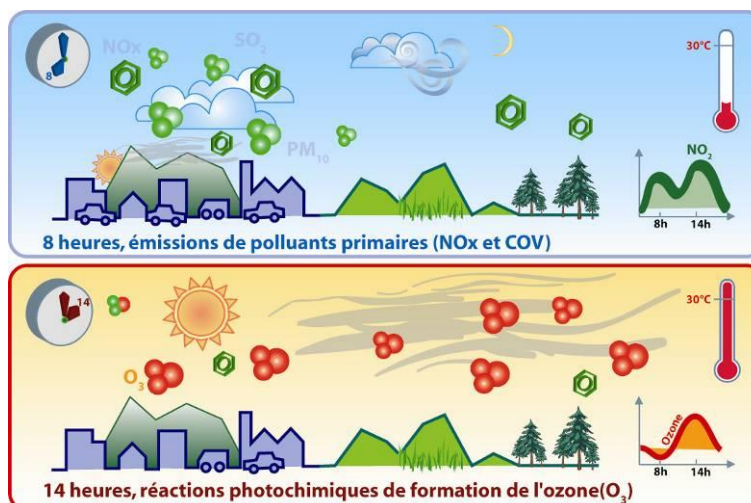 NOx
SO2
30°C
8
PM10
NO2
8h 14h
8 heures, émissions de polluants primaires (NOx et COV)
14
30°C
O3
Ozone
8h 14h
14 heures, réactions photochimiques de formation de l'ozone(O3)